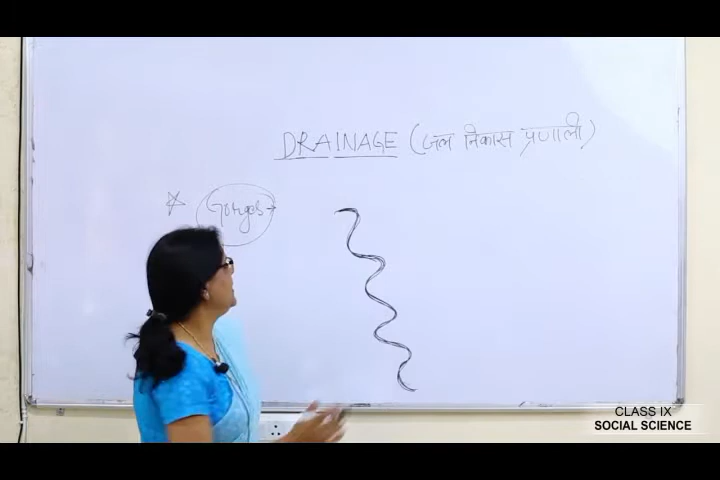 DRAINAGE (जल निकास प्रणाली)
Gorges →
CLASS IX
SOCIAL SCIENCE